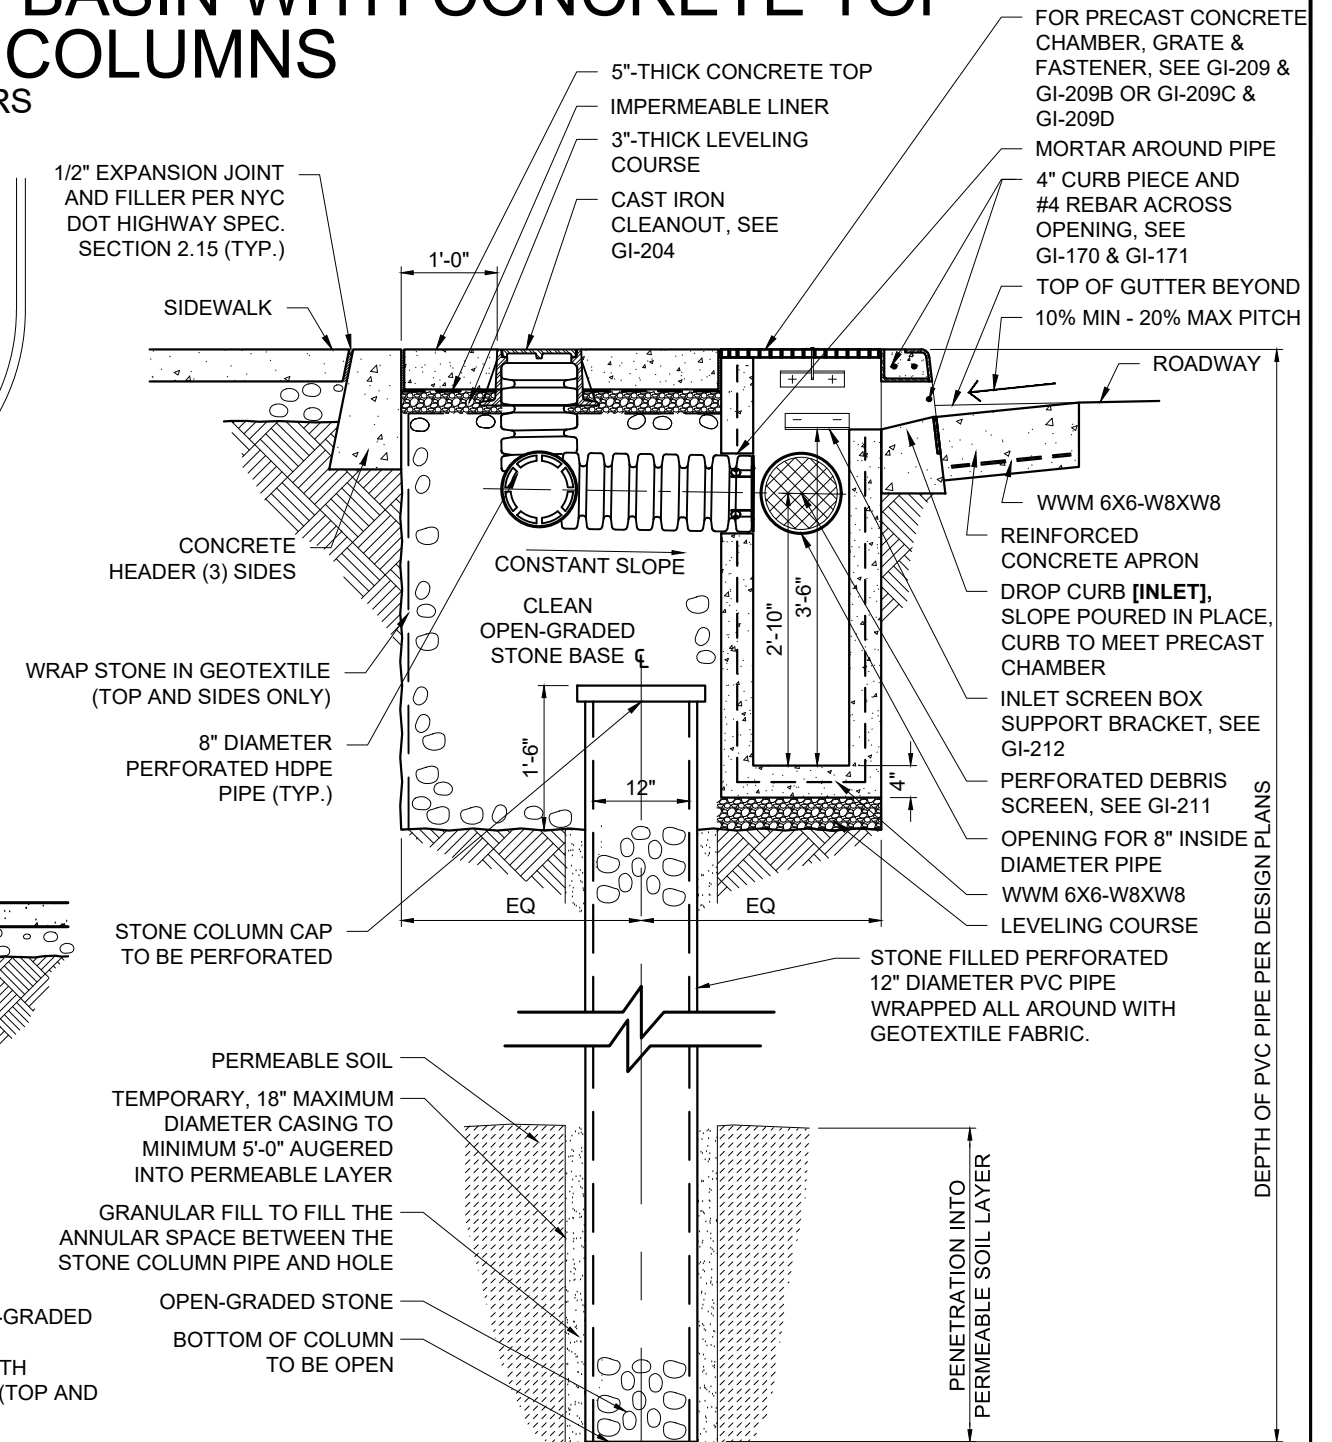 BASIN WITH CONCRETE TOP
COLUMNS
RS
5"-THICK CONCRETE TOP
IMPERMEABLE LINER
3"-THICK LEVELING
COURSE
CAST IRON
CLEANOUT, SEE
GI-204
FOR PRECAST CONCRETE
CHAMBER, GRATE &
FASTENER, SEE GI-209 &
GI-209B OR GI-209C &
GI-209D
MORTAR AROUND PIPE
4" CURB PIECE AND
#4 REBAR ACROSS
OPENING, SEE
GI-170 & GI-171
TOP OF GUTTER BEYOND
10% MIN - 20% MAX PITCH
ROADWAY
1/2" EXPANSION JOINT
AND FILLER PER NYC
DOT HIGHWAY SPEC.
SECTION 2.15 (TYP.)
1'-0"
SIDEWALK
CONCRETE
HEADER (3) SIDES
WRAP STONE IN GEOTEXTILE
(TOP AND SIDES ONLY)
8" DIAMETER
PERFORATED HDPE
PIPE (TYP.)
CONSTANT SLOPE
CLEAN
OPEN-GRADED
STONE BASE
℄
2'-10"
3'-6"
1'-6"
12"
4"
EQ
EQ
WWM 6X6-W8XW8
REINFORCED
CONCRETE APRON
DROP CURB [INLET],
SLOPE POURED IN PLACE,
CURB TO MEET PRECAST
CHAMBER
INLET SCREEN BOX
SUPPORT BRACKET, SEE
GI-212
PERFORATED DEBRIS
SCREEN, SEE GI-211
OPENING FOR 8" INSIDE
DIAMETER PIPE
WWM 6X6-W8XW8
LEVELING COURSE
STONE COLUMN CAP
TO BE PERFORATED
STONE FILLED PERFORATED
12" DIAMETER PVC PIPE
WRAPPED ALL AROUND WITH
GEOTEXTILE FABRIC.
PERMEABLE SOIL
TEMPORARY, 18" MAXIMUM
DIAMETER CASING TO
MINIMUM 5'-0" AUGERED
INTO PERMEABLE LAYER
GRANULAR FILL TO FILL THE
ANNULAR SPACE BETWEEN THE
STONE COLUMN PIPE AND HOLE
OPEN-GRADED STONE
BOTTOM OF COLUMN
TO BE OPEN
-GRADED
TH
(TOP AND
PENETRATION INTO
PERMEABLE SOIL LAYER
DEPTH OF PVC PIPE PER DESIGN PLANS